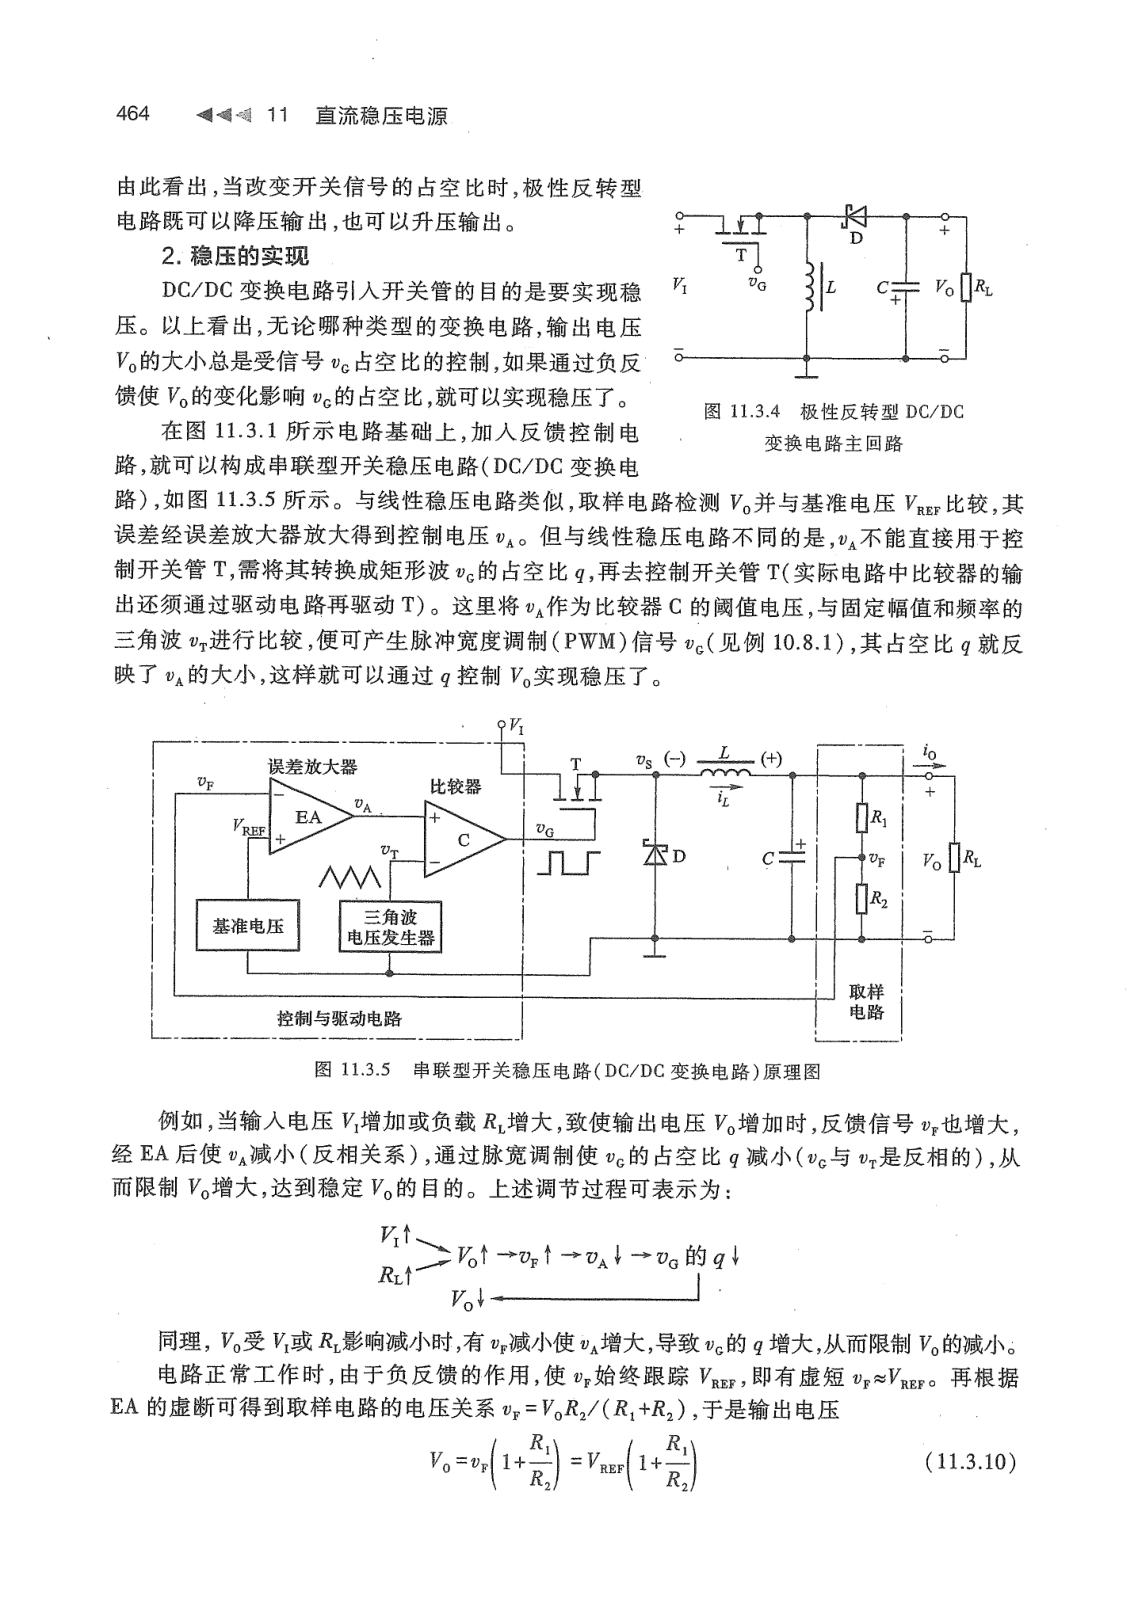 464 11 直流稳压电源
由此看出,当改变开关信号的占空比时,极性反转型
电路既可以降压输出,也可以升压输出。
2. 稳压的实现
DC/DC 变换电路引入开关管的目的是要实现稳
压。以上看出,无论哪种类型的变换电路,输出电压
V_O的大小总是受信号 v_G占空比的控制,如果通过负反
馈使 V_O的变化影响 v_G的占空比,就可以实现稳压了。
在图 11.3.1 所示电路基础上,加入反馈控制电
路,就可以构成串联型开关稳压电路(DC/DC 变换电
+ T v_G D + V_I L C + V_O R_L − −
图 11.3.4 极性反转型 DC/DC
变换电路主回路
路),如图 11.3.5 所示。与线性稳压电路类似,取样电路检测 V_O并与基准电压 V_REF比较,其
误差经误差放大器放大得到控制电压 v_A。但与线性稳压电路不同的是,v_A不能直接用于控
制开关管 T,需将其转换成矩形波 v_G的占空比 q,再去控制开关管 T(实际电路中比较器的输
出还须通过驱动电路再驱动 T)。这里将 v_A作为比较器 C 的阈值电压,与固定幅值和频率的
三角波 v_T进行比较,便可产生脉冲宽度调制(PWM)信号 v_G(见例 10.8.1),其占空比 q 就反
映了 v_A的大小,这样就可以通过 q 控制 V_O实现稳压了。
V_I
误差放大器 T v_S (−) L (+) i_O
v_F − 比较器 i_L +
EA v_A + R_1
V_REF + C v_G
v_T − D C + v_F V_O R_L
R_2
基准电压 三角波
电压发生器 −
取样
电路
控制与驱动电路
图 11.3.5 串联型开关稳压电路(DC/DC 变换电路)原理图
例如,当输入电压 V_I增加或负载 R_L增大,致使输出电压 V_O增加时,反馈信号 v_F也增大,
经 EA 后使 v_A减小(反相关系),通过脉宽调制使 v_G的占空比 q 减小(v_G与 v_T是反相的),从
而限制 V_O增大,达到稳定 V_O的目的。上述调节过程可表示为:
V_I↑
V_O↑→v_F↑→v_A↓→v_G 的 q↓
R_L↑
V_O↓←
同理, V_O受 V_I或 R_L影响减小时,有 v_F减小使 v_A增大,导致 v_G的 q 增大,从而限制 V_O的减小。
电路正常工作时,由于负反馈的作用,使 v_F始终跟踪 V_REF,即有虚短 v_F≈V_REF。再根据
EA 的虚断可得到取样电路的电压关系 v_F=V_OR_2/(R_1+R_2),于是输出电压
V_O=v_F(1+R_1/R_2)=V_REF(1+R_1/R_2) (11.3.10)